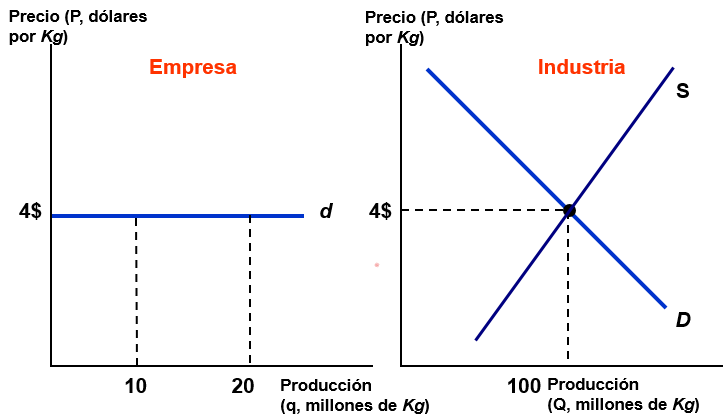 Precio (P, dólares
por Kg)
Empresa
4$
d
10
20
Producción
(q, millones de Kg)
Precio (P, dólares
por Kg)
Industria
S
4$
D
100
Producción
(Q, millones de Kg)